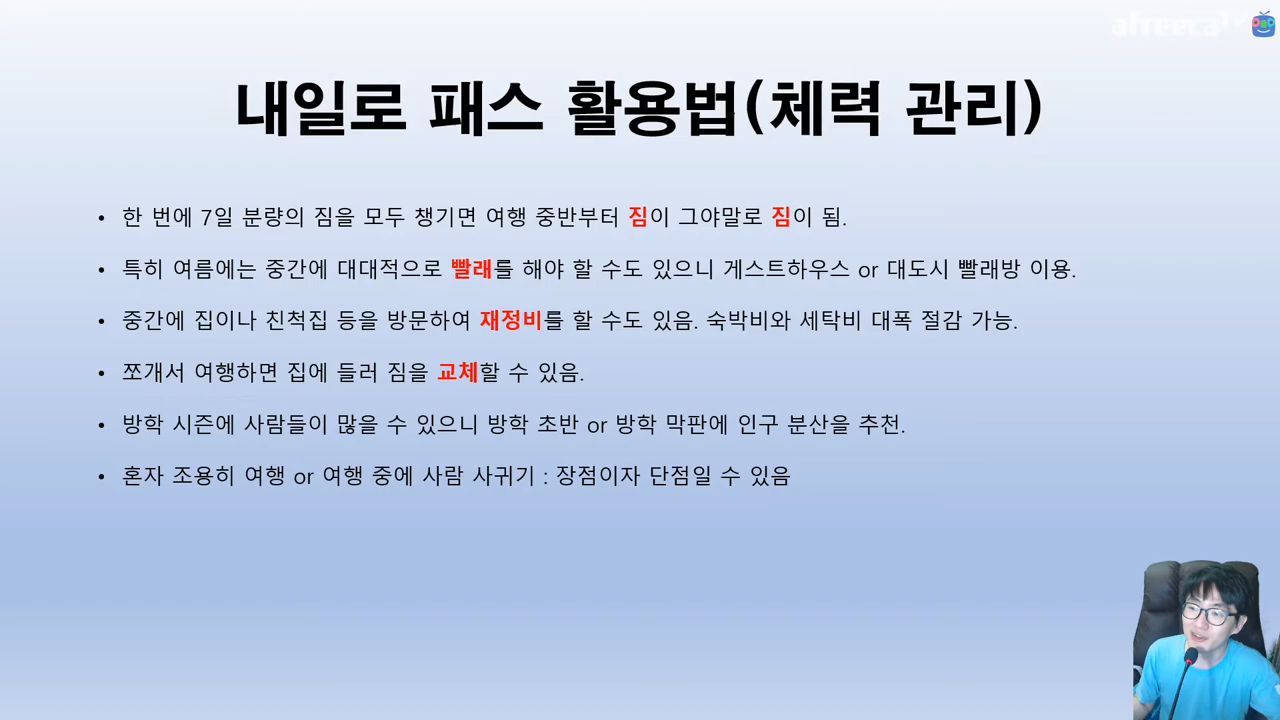 afreecaTV
내일로 패스 활용법(체력 관리)
• 한 번에 7일 분량의 짐을 모두 챙기면 여행 중반부터 짐이 그야말로 짐이 됨.
• 특히 여름에는 중간에 대대적으로 빨래를 해야 할 수도 있으니 게스트하우스 or 대도시 빨래방 이용.
• 중간에 집이나 친척집 등을 방문하여 재정비를 할 수도 있음. 숙박비와 세탁비 대폭 절감 가능.
• 쪼개서 여행하면 집에 들러 짐을 교체할 수 있음.
• 방학 시즌에 사람들이 많을 수 있으니 방학 초반 or 방학 막판에 인구 분산을 추천.
• 혼자 조용히 여행 or 여행 중에 사람 사귀기 : 장점이자 단점일 수 있음